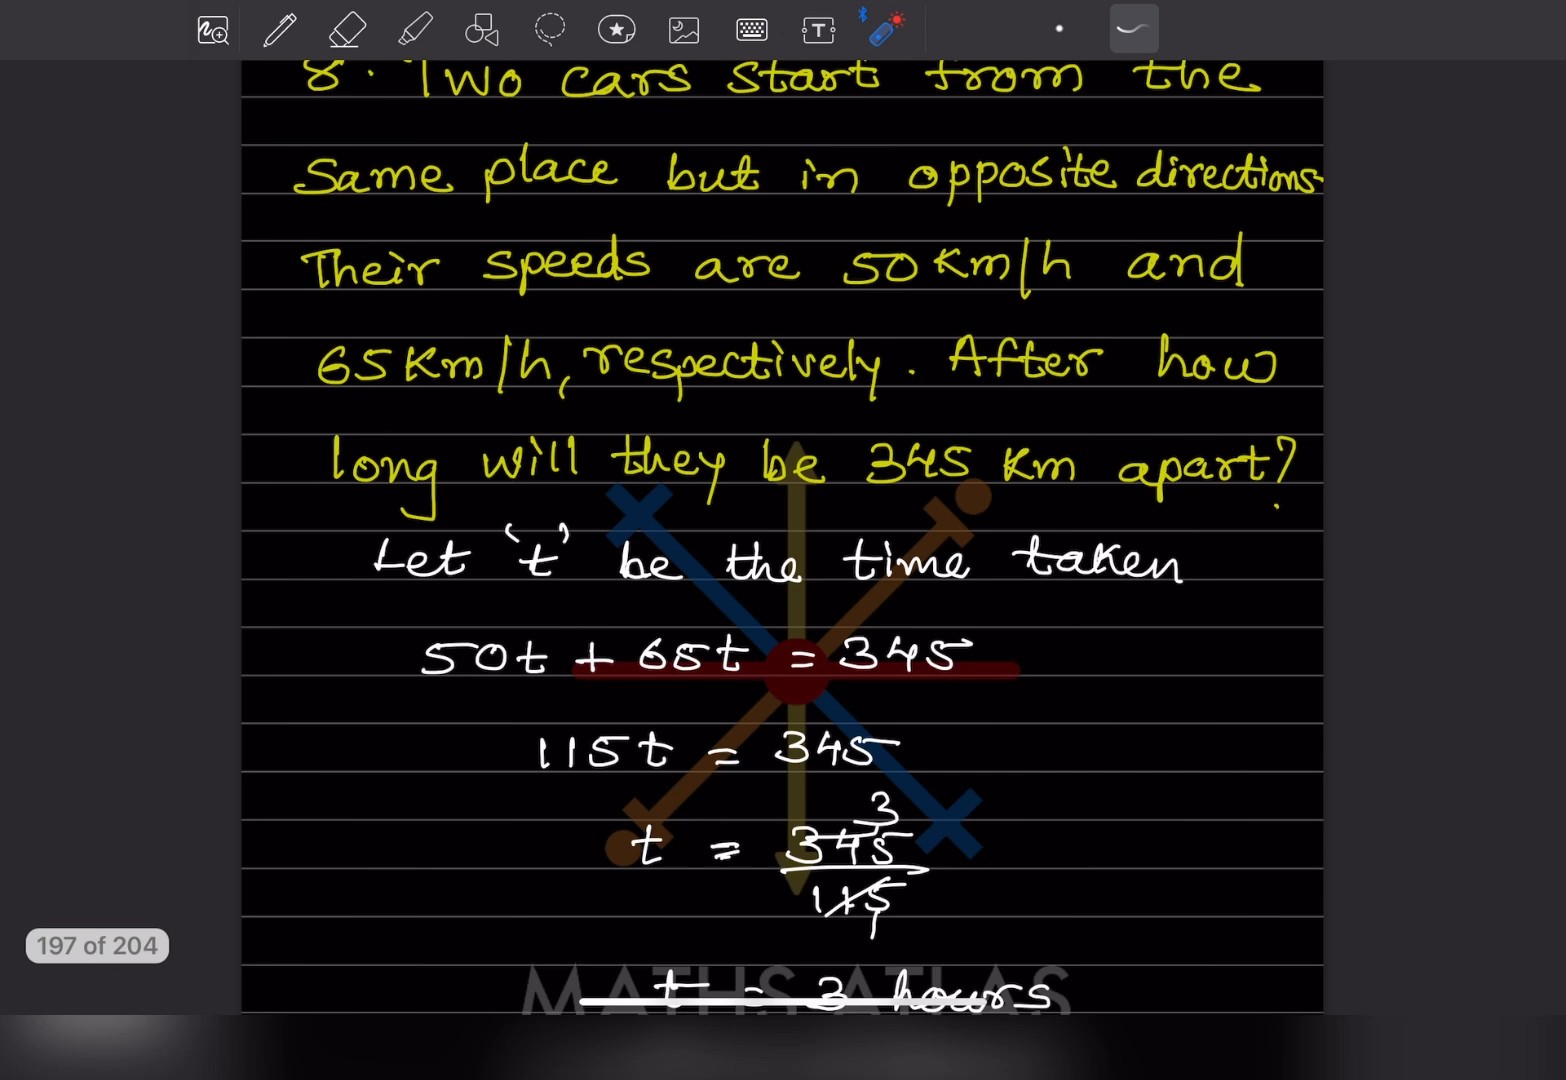 8. Two cars start from the
same place but in opposite directions.
Their speeds are 50 km/h and
65 km/h, respectively. After how
long will they be 345 km apart?
Let 't' be the time taken
50t + 65t = 345
115t = 345
3
t = 345
115
1
t = 3 hours
MATHS ATLAS
197 of 204
T